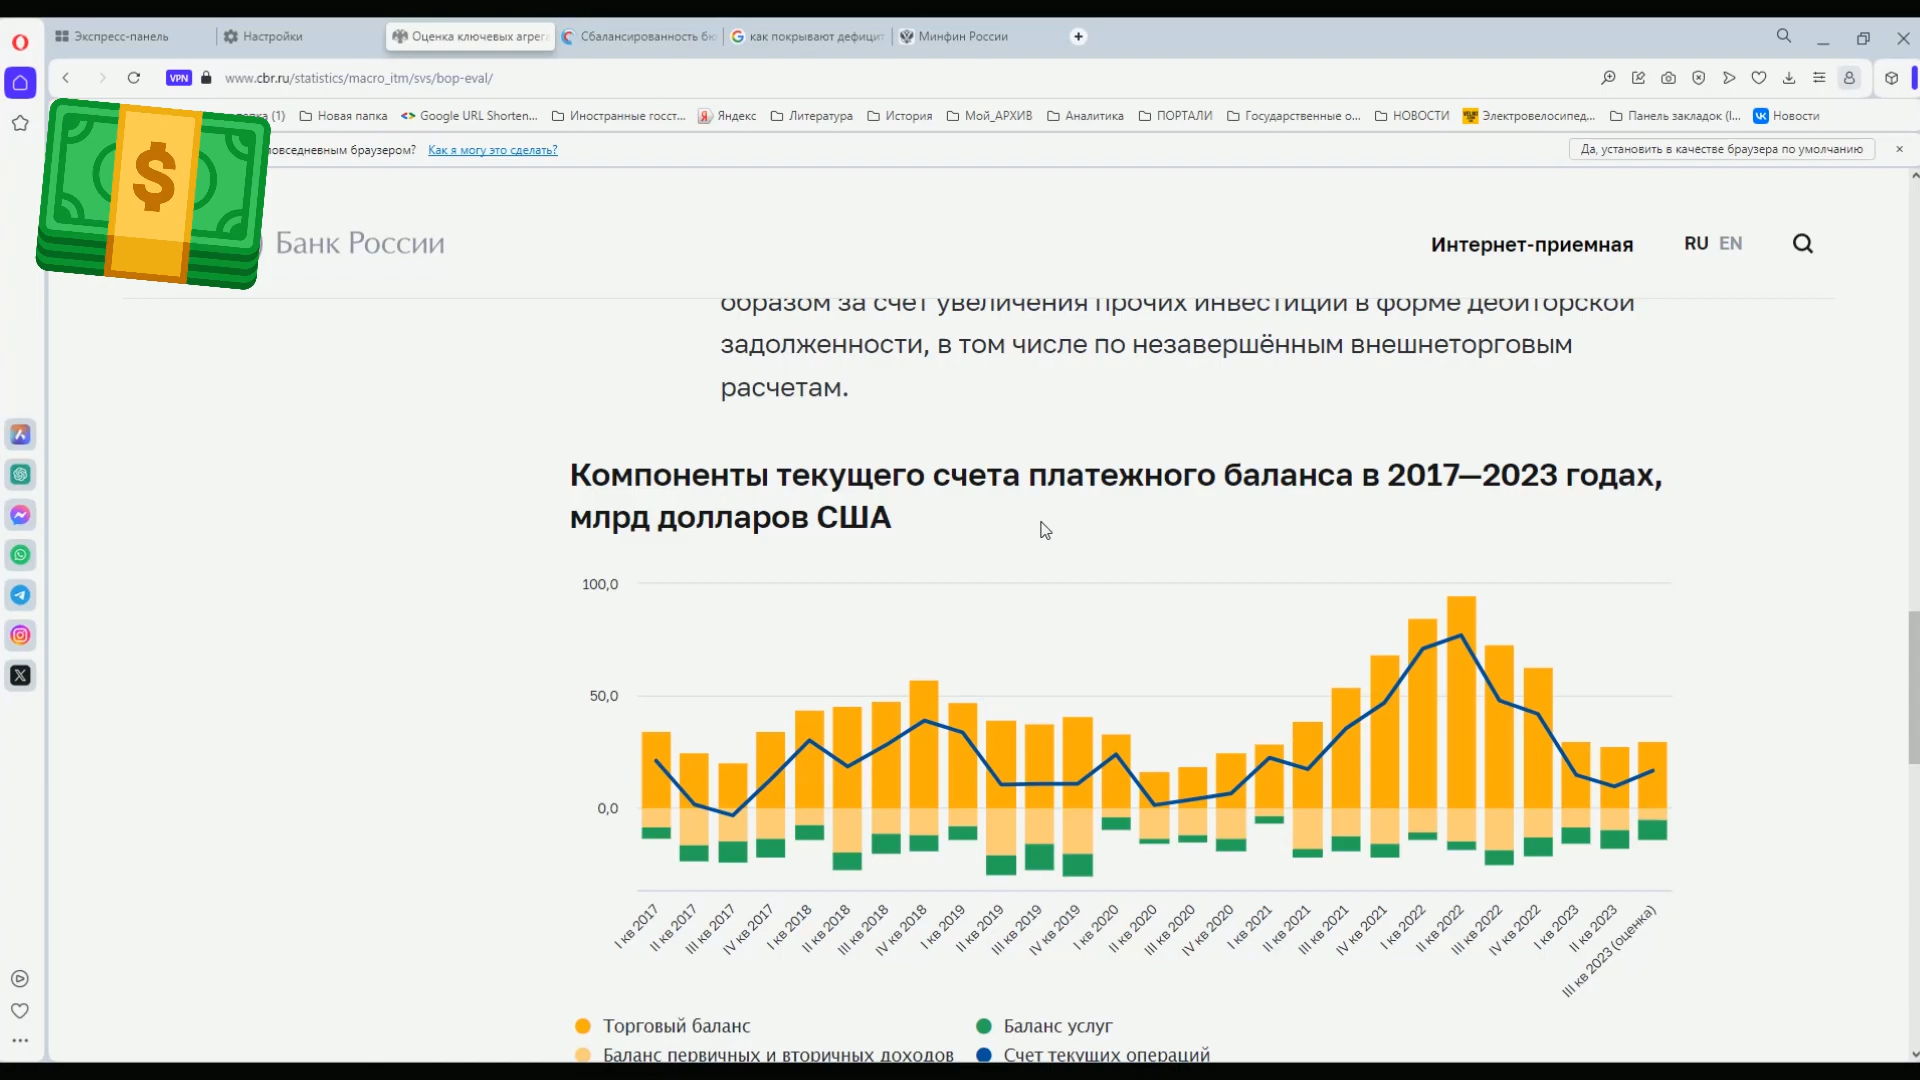 Экспресс-панель
Настройки
Оценка ключевых агрег
Сбалансированность бю
как покрывают дефицит
Минфин России
VPN
www.cbr.ru/statistics/macro_itm/svs/bop-eval/
(1)
Новая папка
Google URL Shorten...
Иностранные госст...
Яндекс
Литература
История
Мой_АРХИВ
Аналитика
ПОРТАЛИ
Государственные о...
НОВОСТИ
Электровелосипед...
Панель закладок (I...
Новости
повседневным браузером?
Как я могу это сделать?
Да, установить в качестве браузера по умолчанию
$
Банк России
Интернет-приемная
RU EN
образом за счет увеличения прочих инвестиций в форме дебиторской
задолженности, в том числе по незавершённым внешнеторговым
расчетам.
Компоненты текущего счета платежного баланса в 2017—2023 годах,
млрд долларов США
100,0
50,0
0,0
I кв 2017
II кв 2017
III кв 2017
IV кв 2017
I кв 2018
II кв 2018
III кв 2018
IV кв 2018
I кв 2019
II кв 2019
III кв 2019
IV кв 2019
I кв 2020
II кв 2020
III кв 2020
IV кв 2020
I кв 2021
II кв 2021
III кв 2021
IV кв 2021
I кв 2022
II кв 2022
III кв 2022
IV кв 2022
I кв 2023
II кв 2023
III кв 2023 (оценка)
Торговый баланс
Баланс услуг
Баланс первичных и вторичных доходов
Счет текущих операций